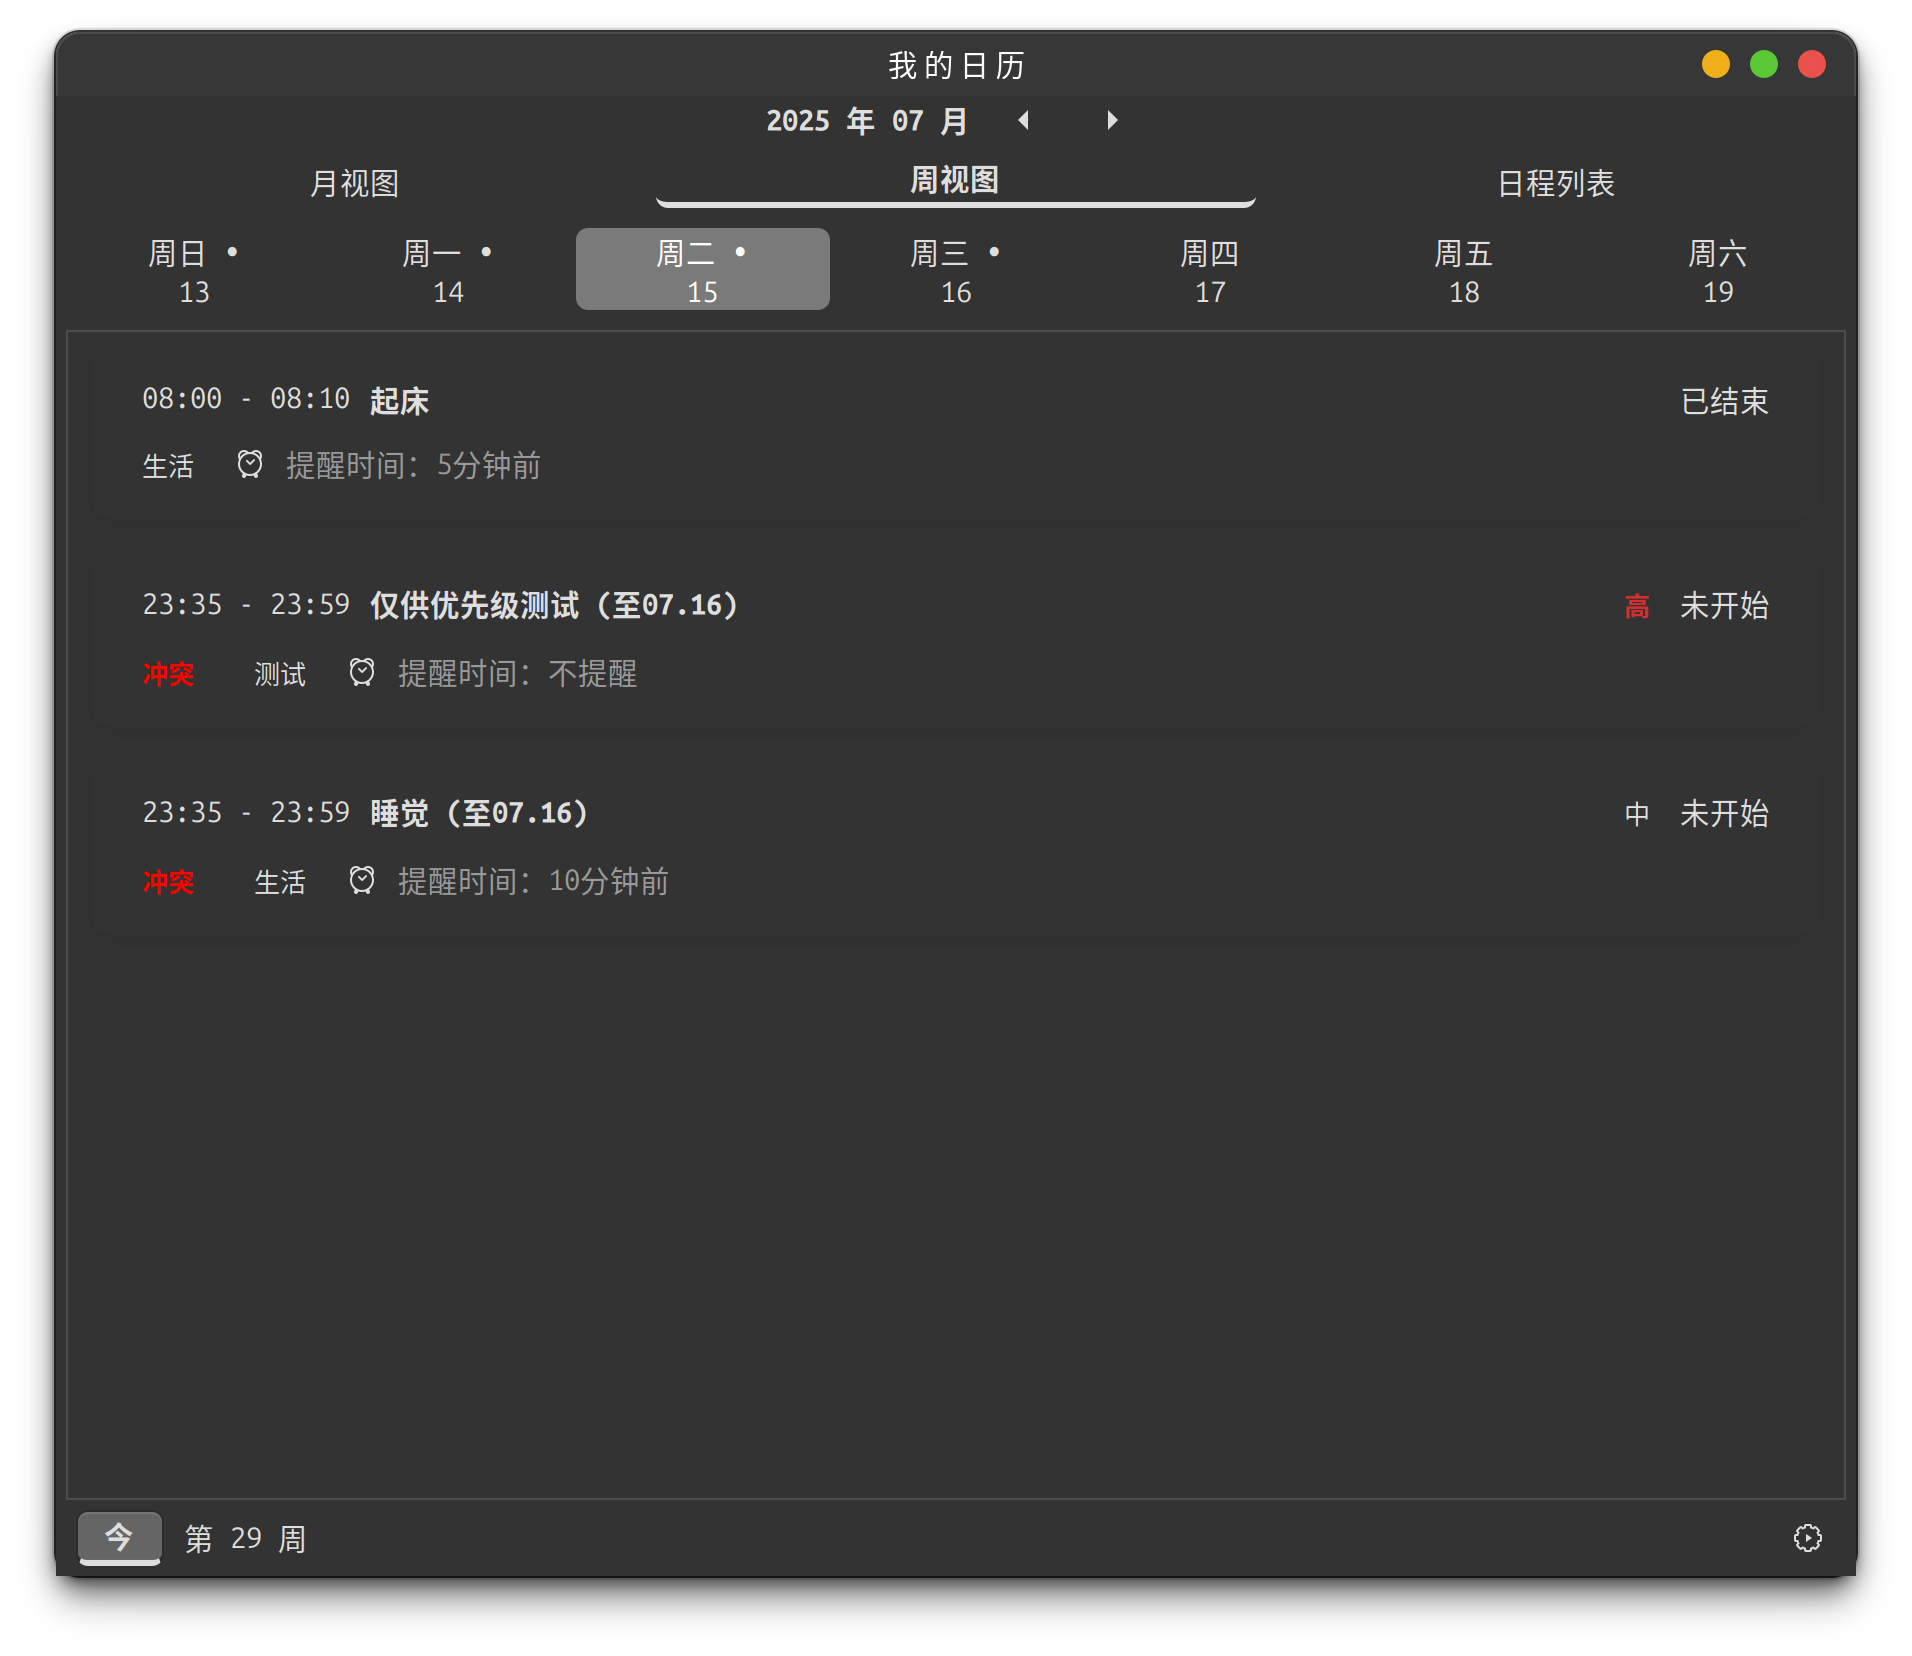 我的日历
2025 年 07 月
月视图 周视图 日程列表
周日 • 周一 • 周二 • 周三 • 周四 周五 周六
13 14 15 16 17 18 19
08:00 - 08:10 起床 已结束
生活 提醒时间：5分钟前
23:35 - 23:59 仅供优先级测试（至07.16） 高 未开始
冲突 测试 提醒时间：不提醒
23:35 - 23:59 睡觉（至07.16） 中 未开始
冲突 生活 提醒时间：10分钟前
今 第 29 周